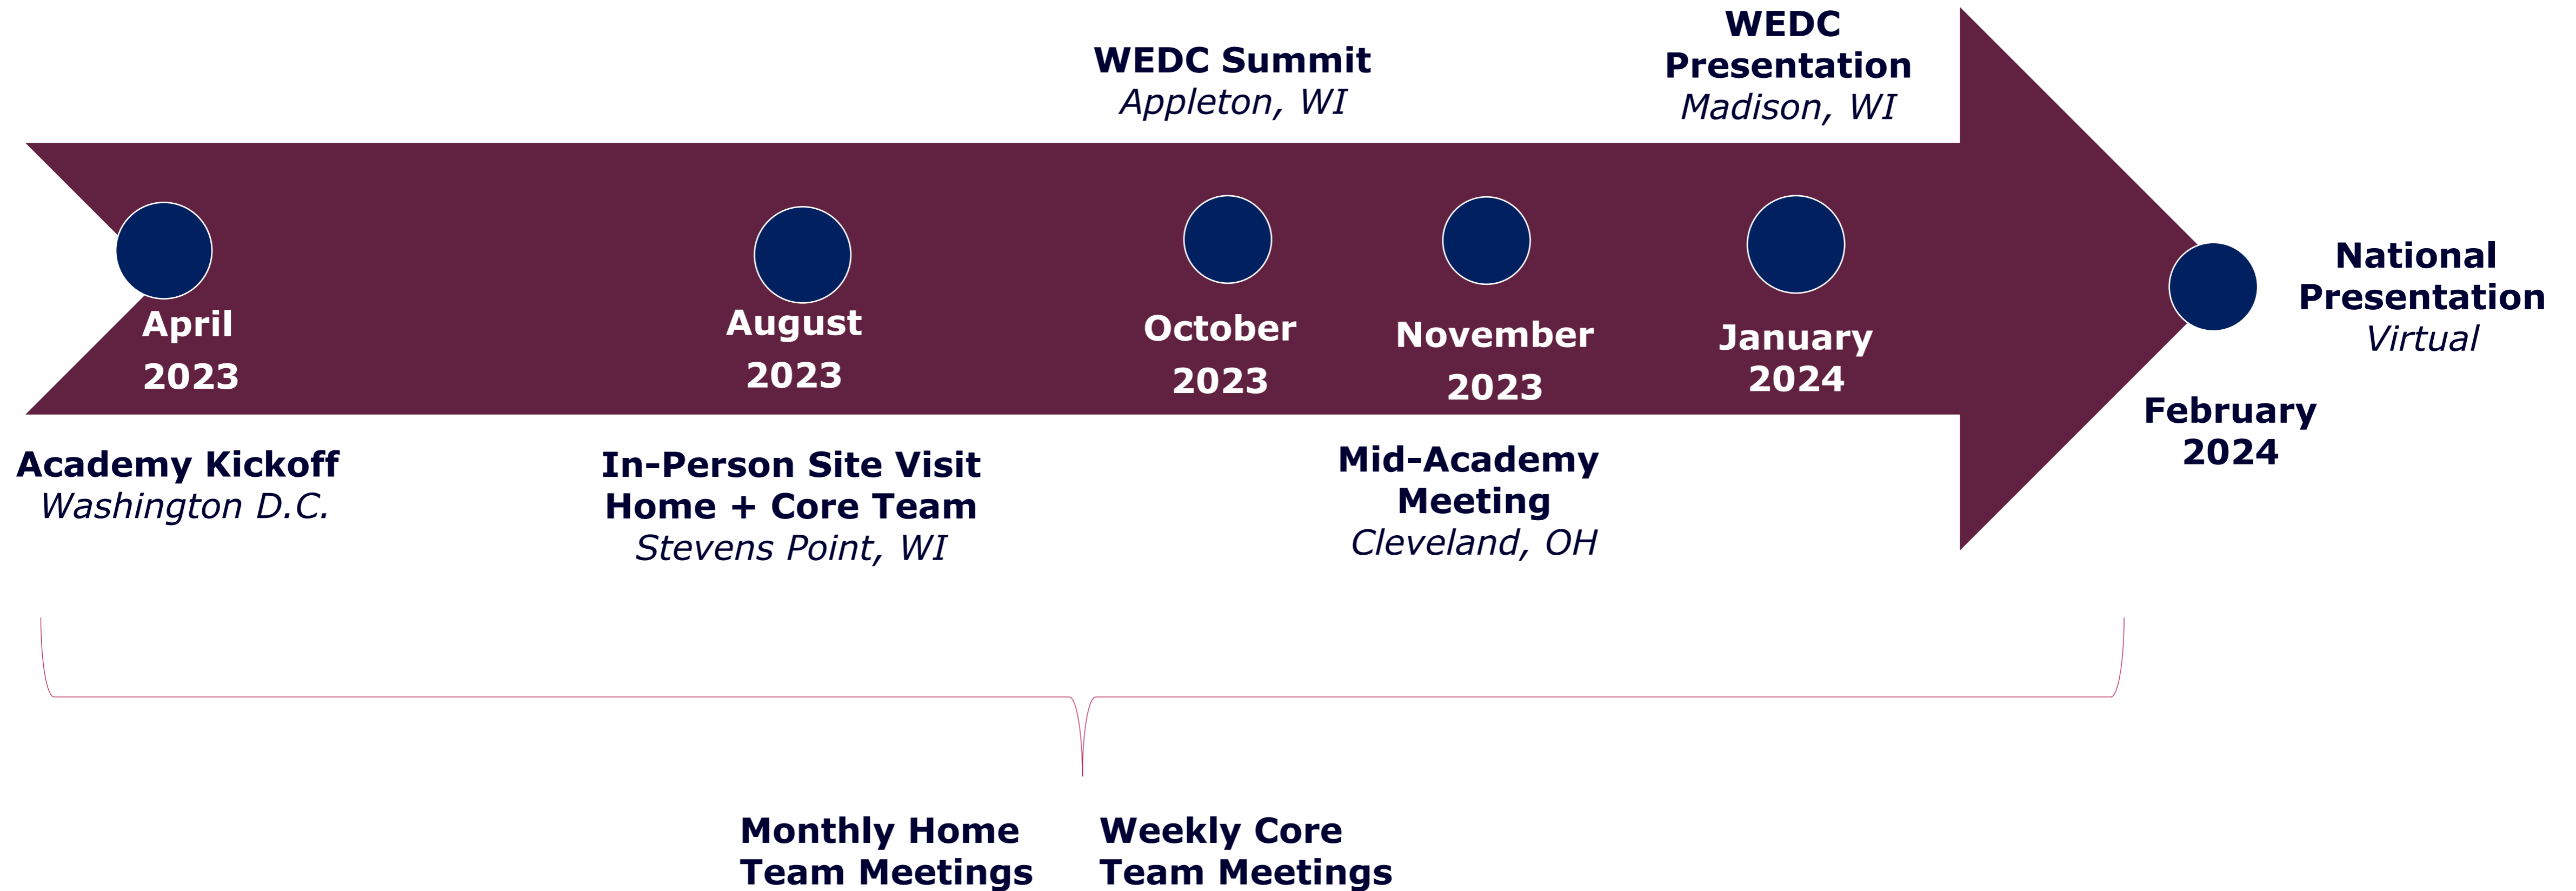 WEDC Summit
Appleton, WI
WEDC
Presentation
Madison, WI
April
2023
August
2023
October
2023
November
2023
January
2024
National
Presentation
Virtual
February
2024
Academy Kickoff
Washington D.C.
In-Person Site Visit
Home + Core Team
Stevens Point, WI
Mid-Academy
Meeting
Cleveland, OH
Monthly Home
Team Meetings
Weekly Core
Team Meetings